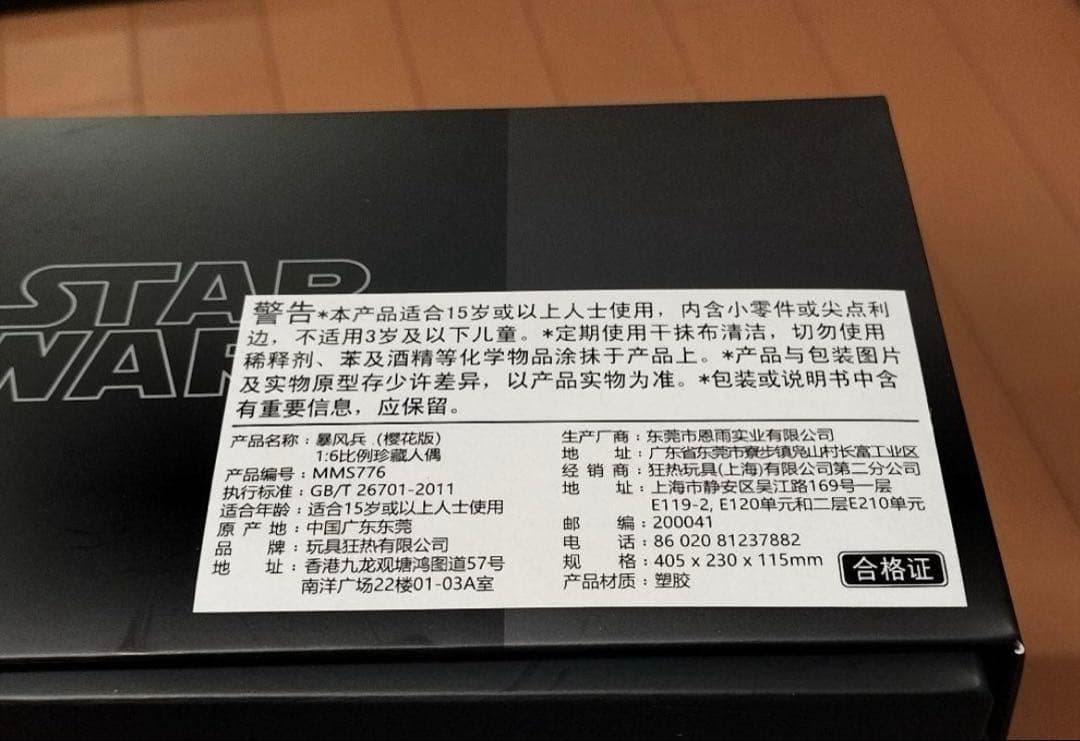 STAR
WAR
警告*本产品适合15岁或以上人士使用，内含小零件或尖点利
边，不适用3岁及以下儿童。*定期使用干抹布清洁，切勿使用
稀释剂、苯及酒精等化学物品涂抹于产品上。*产品与包装图片
及实物原型存少许差异，以产品实物为准。*包装或说明书中含
有重要信息，应保留。
产品名称：暴风兵 .(樱花版)
1:6比例珍藏人偶
产品编号：MMS776
执行标准：GB/T 26701-2011
适合年龄：适合15岁或以上人士使用
原产地：中国广东东莞
品牌：玩具狂热有限公司
地址：香港九龙观塘鸿图道57号
南洋广场22楼01-03A室
生产厂商：东莞市恩雨实业有限公司
地址：广东省东莞市寮步镇凫山村长富工业区
经销商：狂热玩具(上海)有限公司第二分公司
地址：上海市静安区吴江路169号一层
E119-2, E120单元和二层E210单元
邮编：200041
电话：86 020 81237882
规格：405 x 230 x 115mm
产品材质：塑胶
合格证